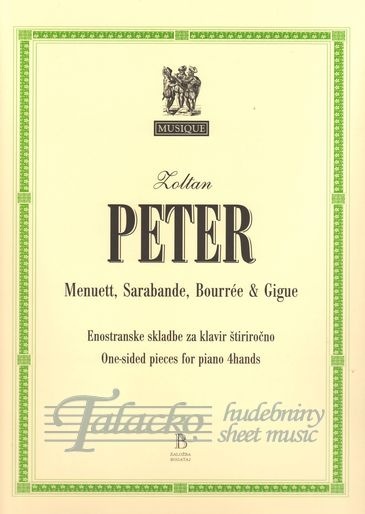 MUSIQUE
Zoltan
PETER
Menuett, Sarabande, Bourrée & Gigue
Enostranske skladbe za klavir štiriročno
One-sided pieces for piano 4hands
Talacko hudebniny
sheet music
B
ZALOŽBA
BOGATAJ